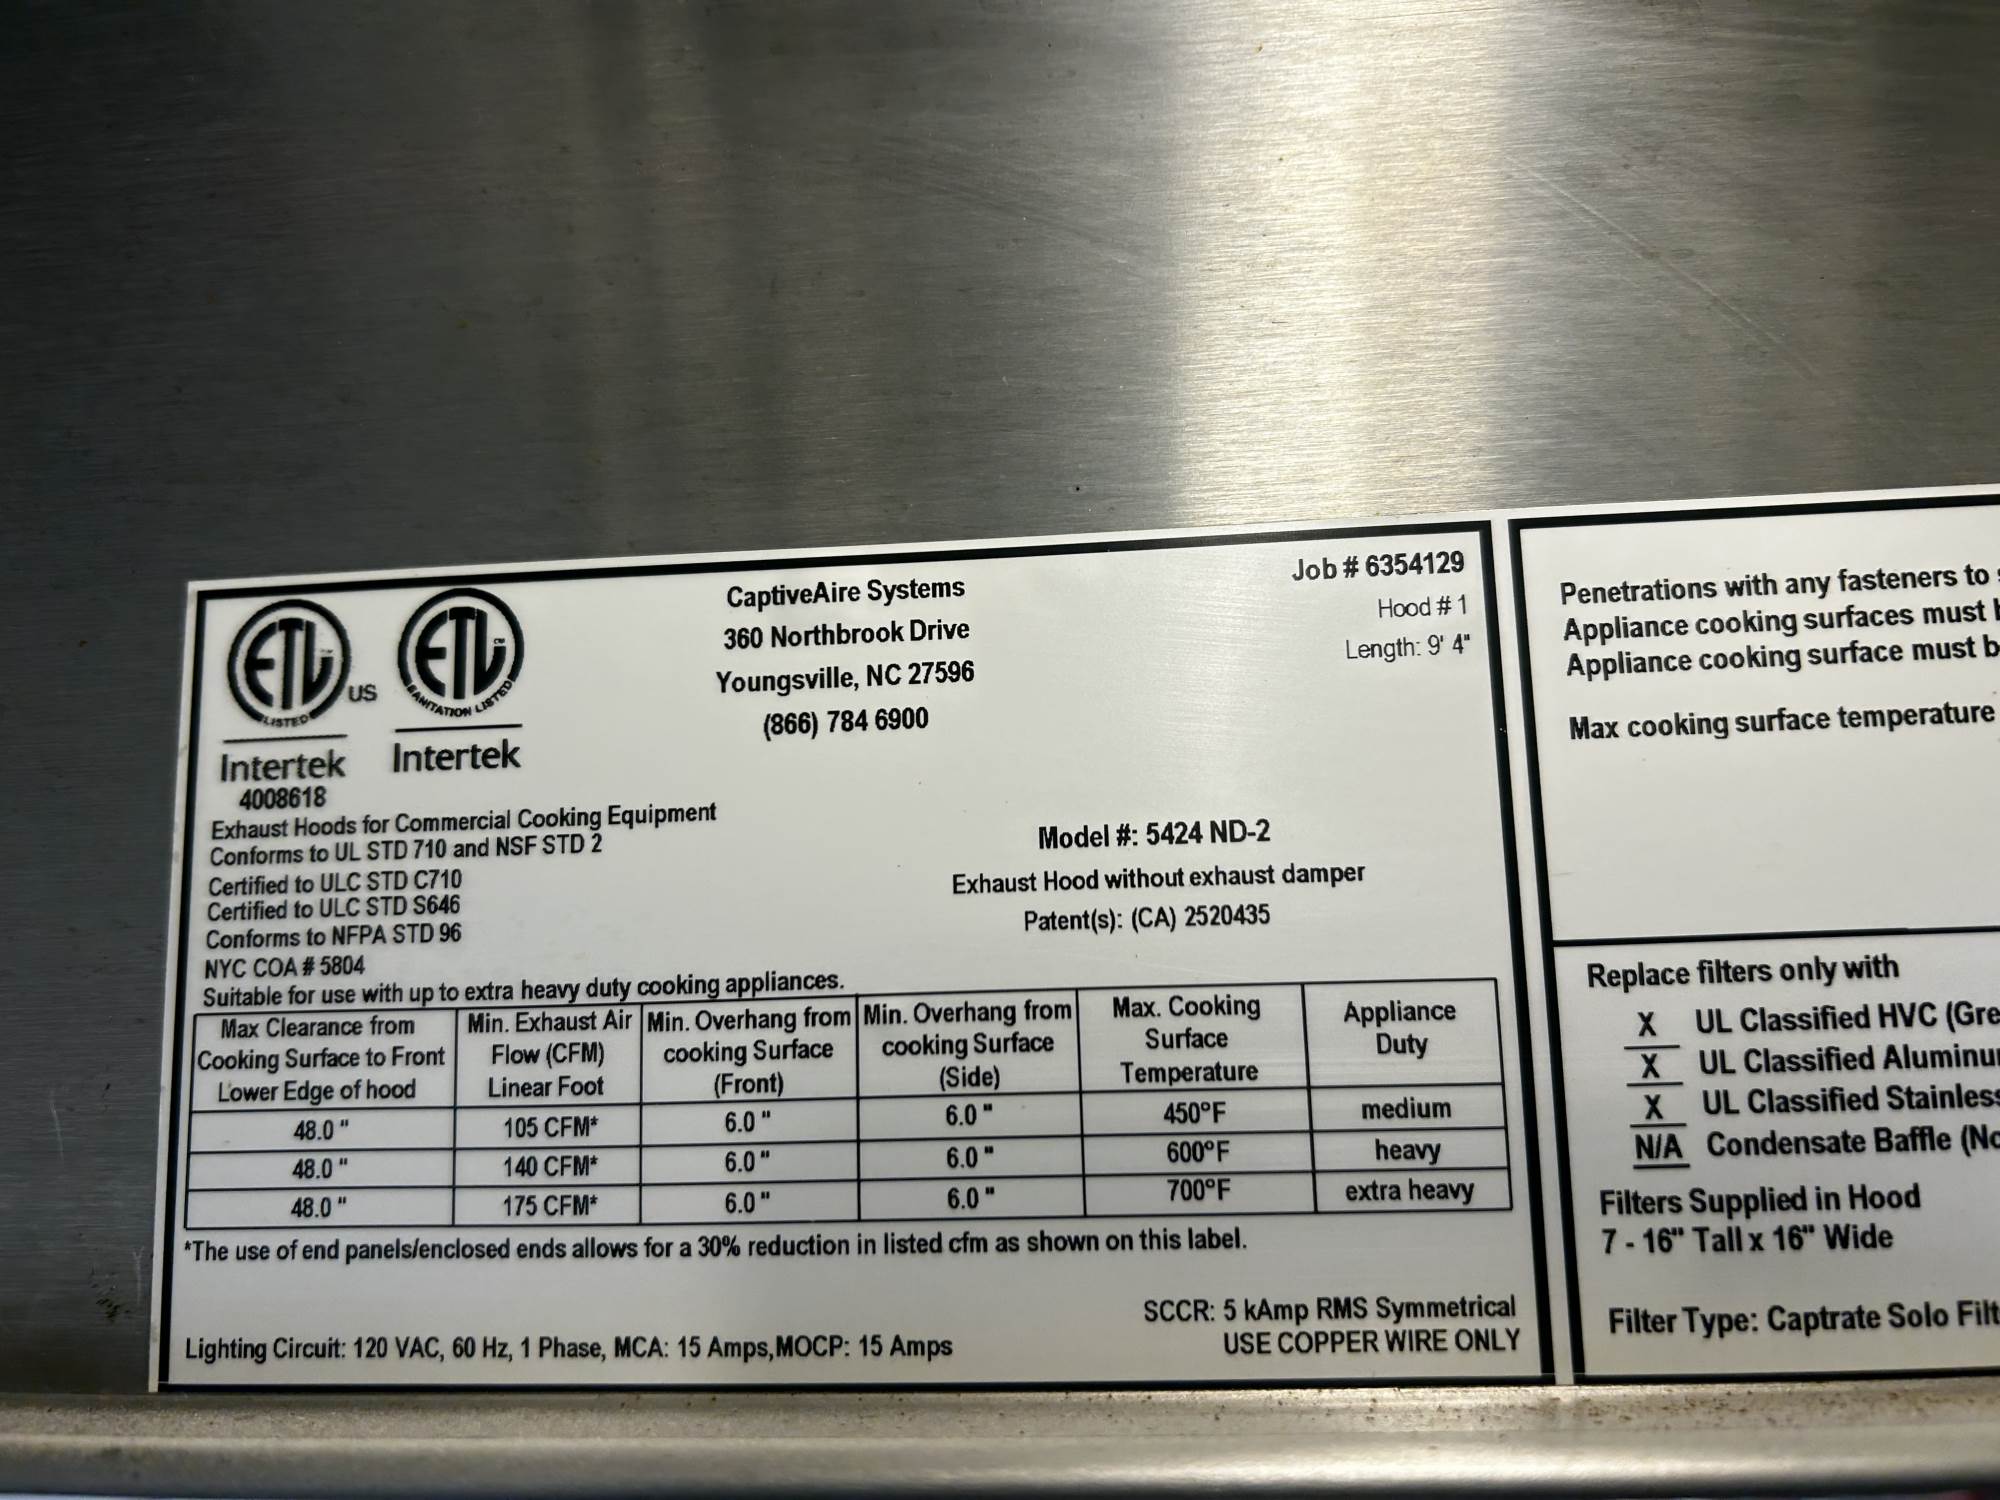 ETL
LISTED
US
Intertek
4008618
ETL
SANITATION LISTED
Intertek
CaptiveAire Systems
360 Northbrook Drive
Youngsville, NC 27596
(866) 784 6900
Job # 6354129
Hood # 1
Length: 9' 4"
Exhaust Hoods for Commercial Cooking Equipment
Conforms to UL STD 710 and NSF STD 2
Certified to ULC STD C710
Certified to ULC STD S646
Conforms to NFPA STD 96
NYC COA # 5804
Suitable for use with up to extra heavy duty cooking appliances.
Model #: 5424 ND-2
Exhaust Hood without exhaust damper
Patent(s): (CA) 2520435
Max Clearance from Cooking Surface to Front Lower Edge of hood | Min. Exhaust Air Flow (CFM) Linear Foot | Min. Overhang from cooking Surface (Front) | Min. Overhang from cooking Surface (Side) | Max. Cooking Surface Temperature | Appliance Duty
48.0 " | 105 CFM* | 6.0 " | 6.0 " | 450°F | medium
48.0 " | 140 CFM* | 6.0 " | 6.0 " | 600°F | heavy
48.0 " | 175 CFM* | 6.0 " | 6.0 " | 700°F | extra heavy
*The use of end panels/enclosed ends allows for a 30% reduction in listed cfm as shown on this label.
SCCR: 5 kAmp RMS Symmetrical
Lighting Circuit: 120 VAC, 60 Hz, 1 Phase, MCA: 15 Amps, MOCP: 15 Amps
USE COPPER WIRE ONLY
Penetrations with any fasteners to
Appliance cooking surfaces must
Appliance cooking surface must
Max cooking surface temperature
Replace filters only with
X UL Classified HVC (Gre
X UL Classified Aluminu
X UL Classified Stainless
N/A Condensate Baffle (No
Filters Supplied in Hood
7 - 16" Tall x 16" Wide
Filter Type: Captrate Solo Filt